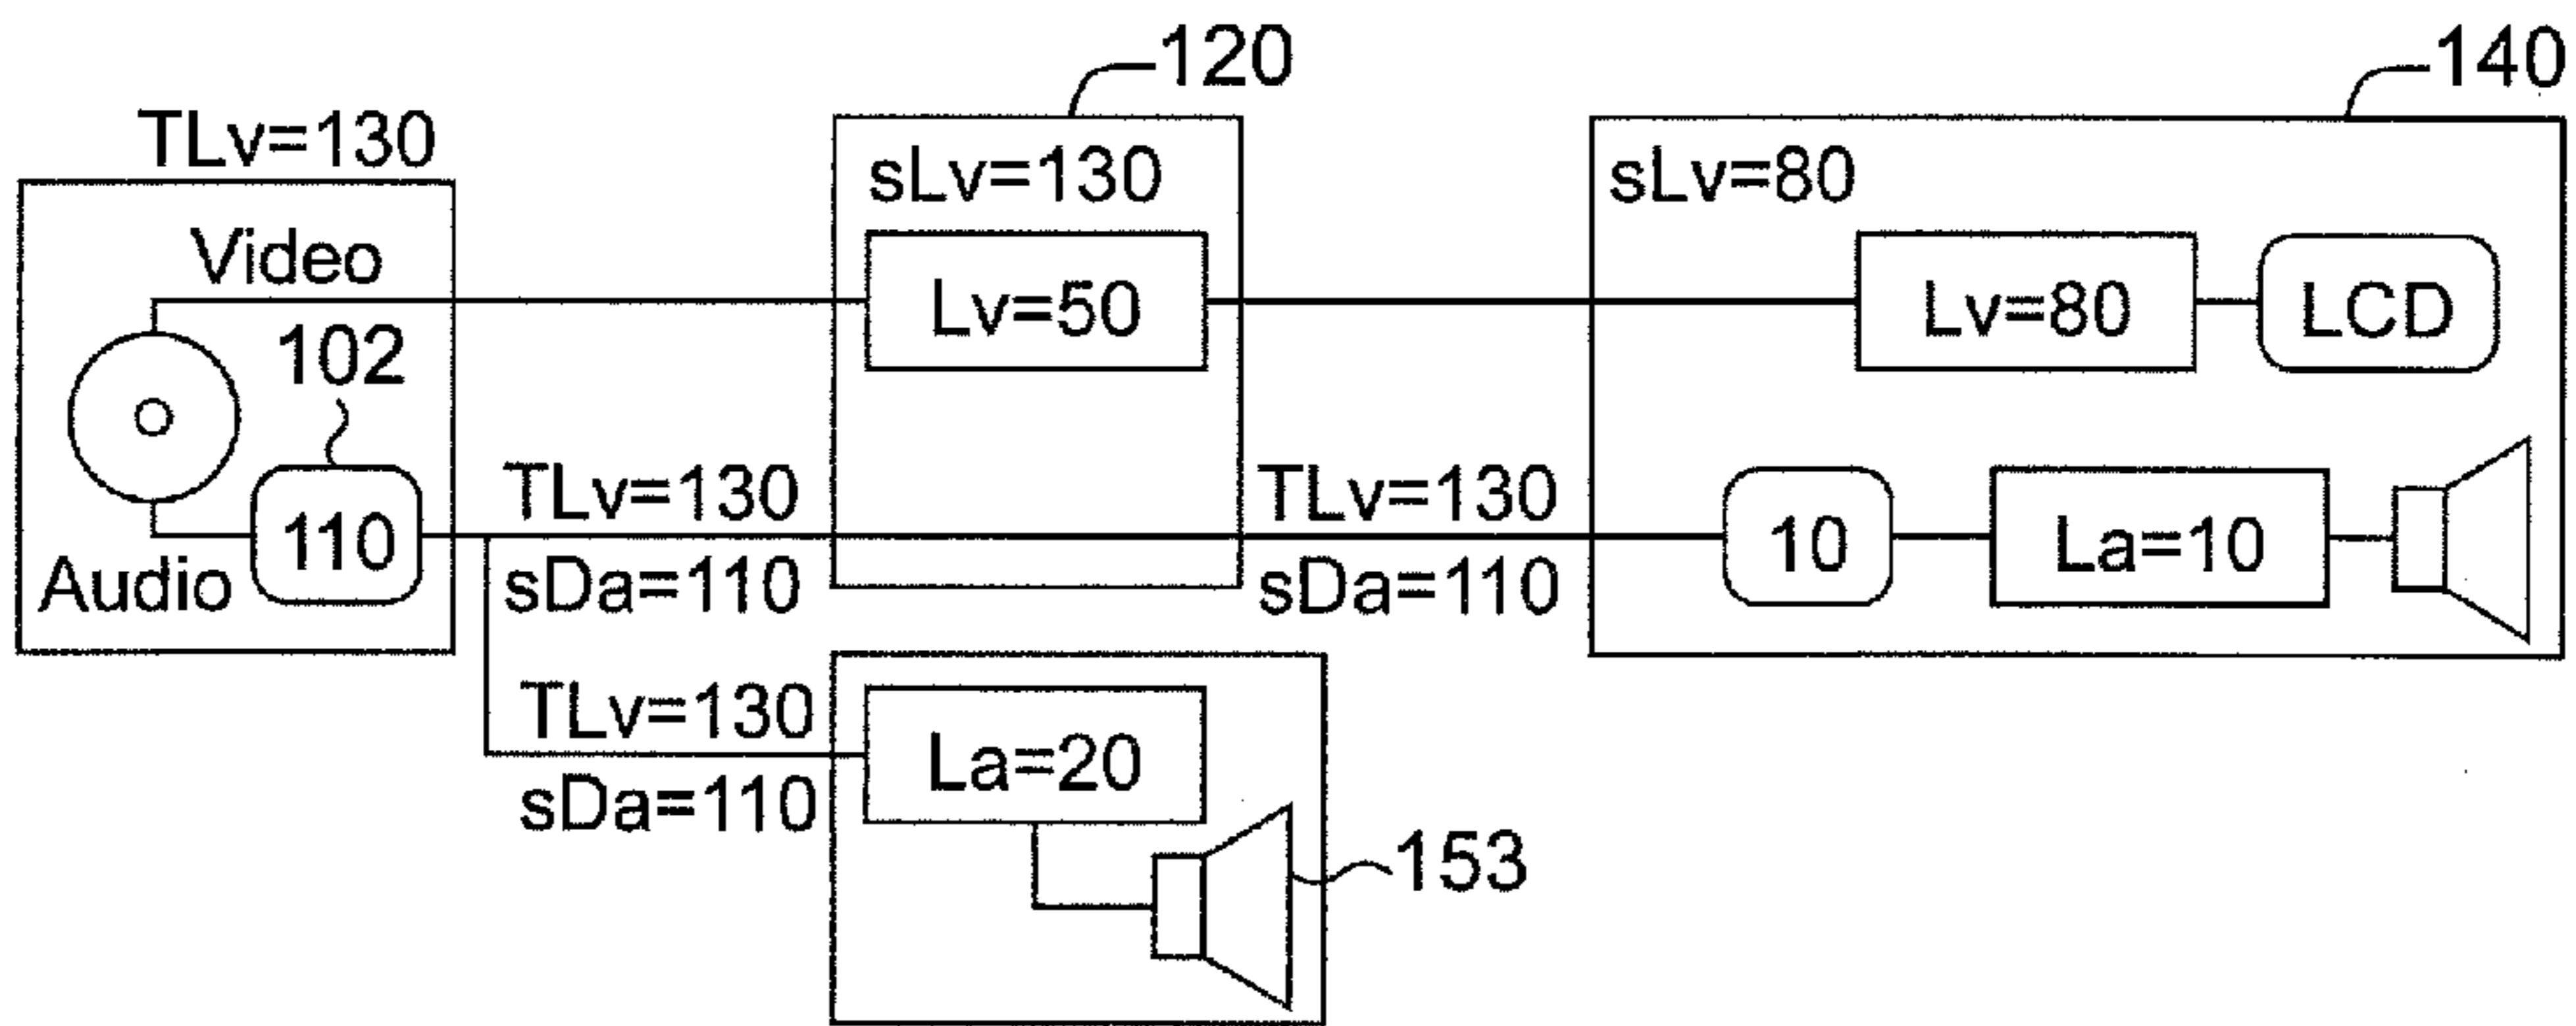 120
140
TLv=130
sLv=130
sLv=80
Video
Lv=50
Lv=80
LCD
102
TLv=130
TLv=130
110
10
La=10
Audio
sDa=110
sDa=110
TLv=130
La=20
sDa=110
153